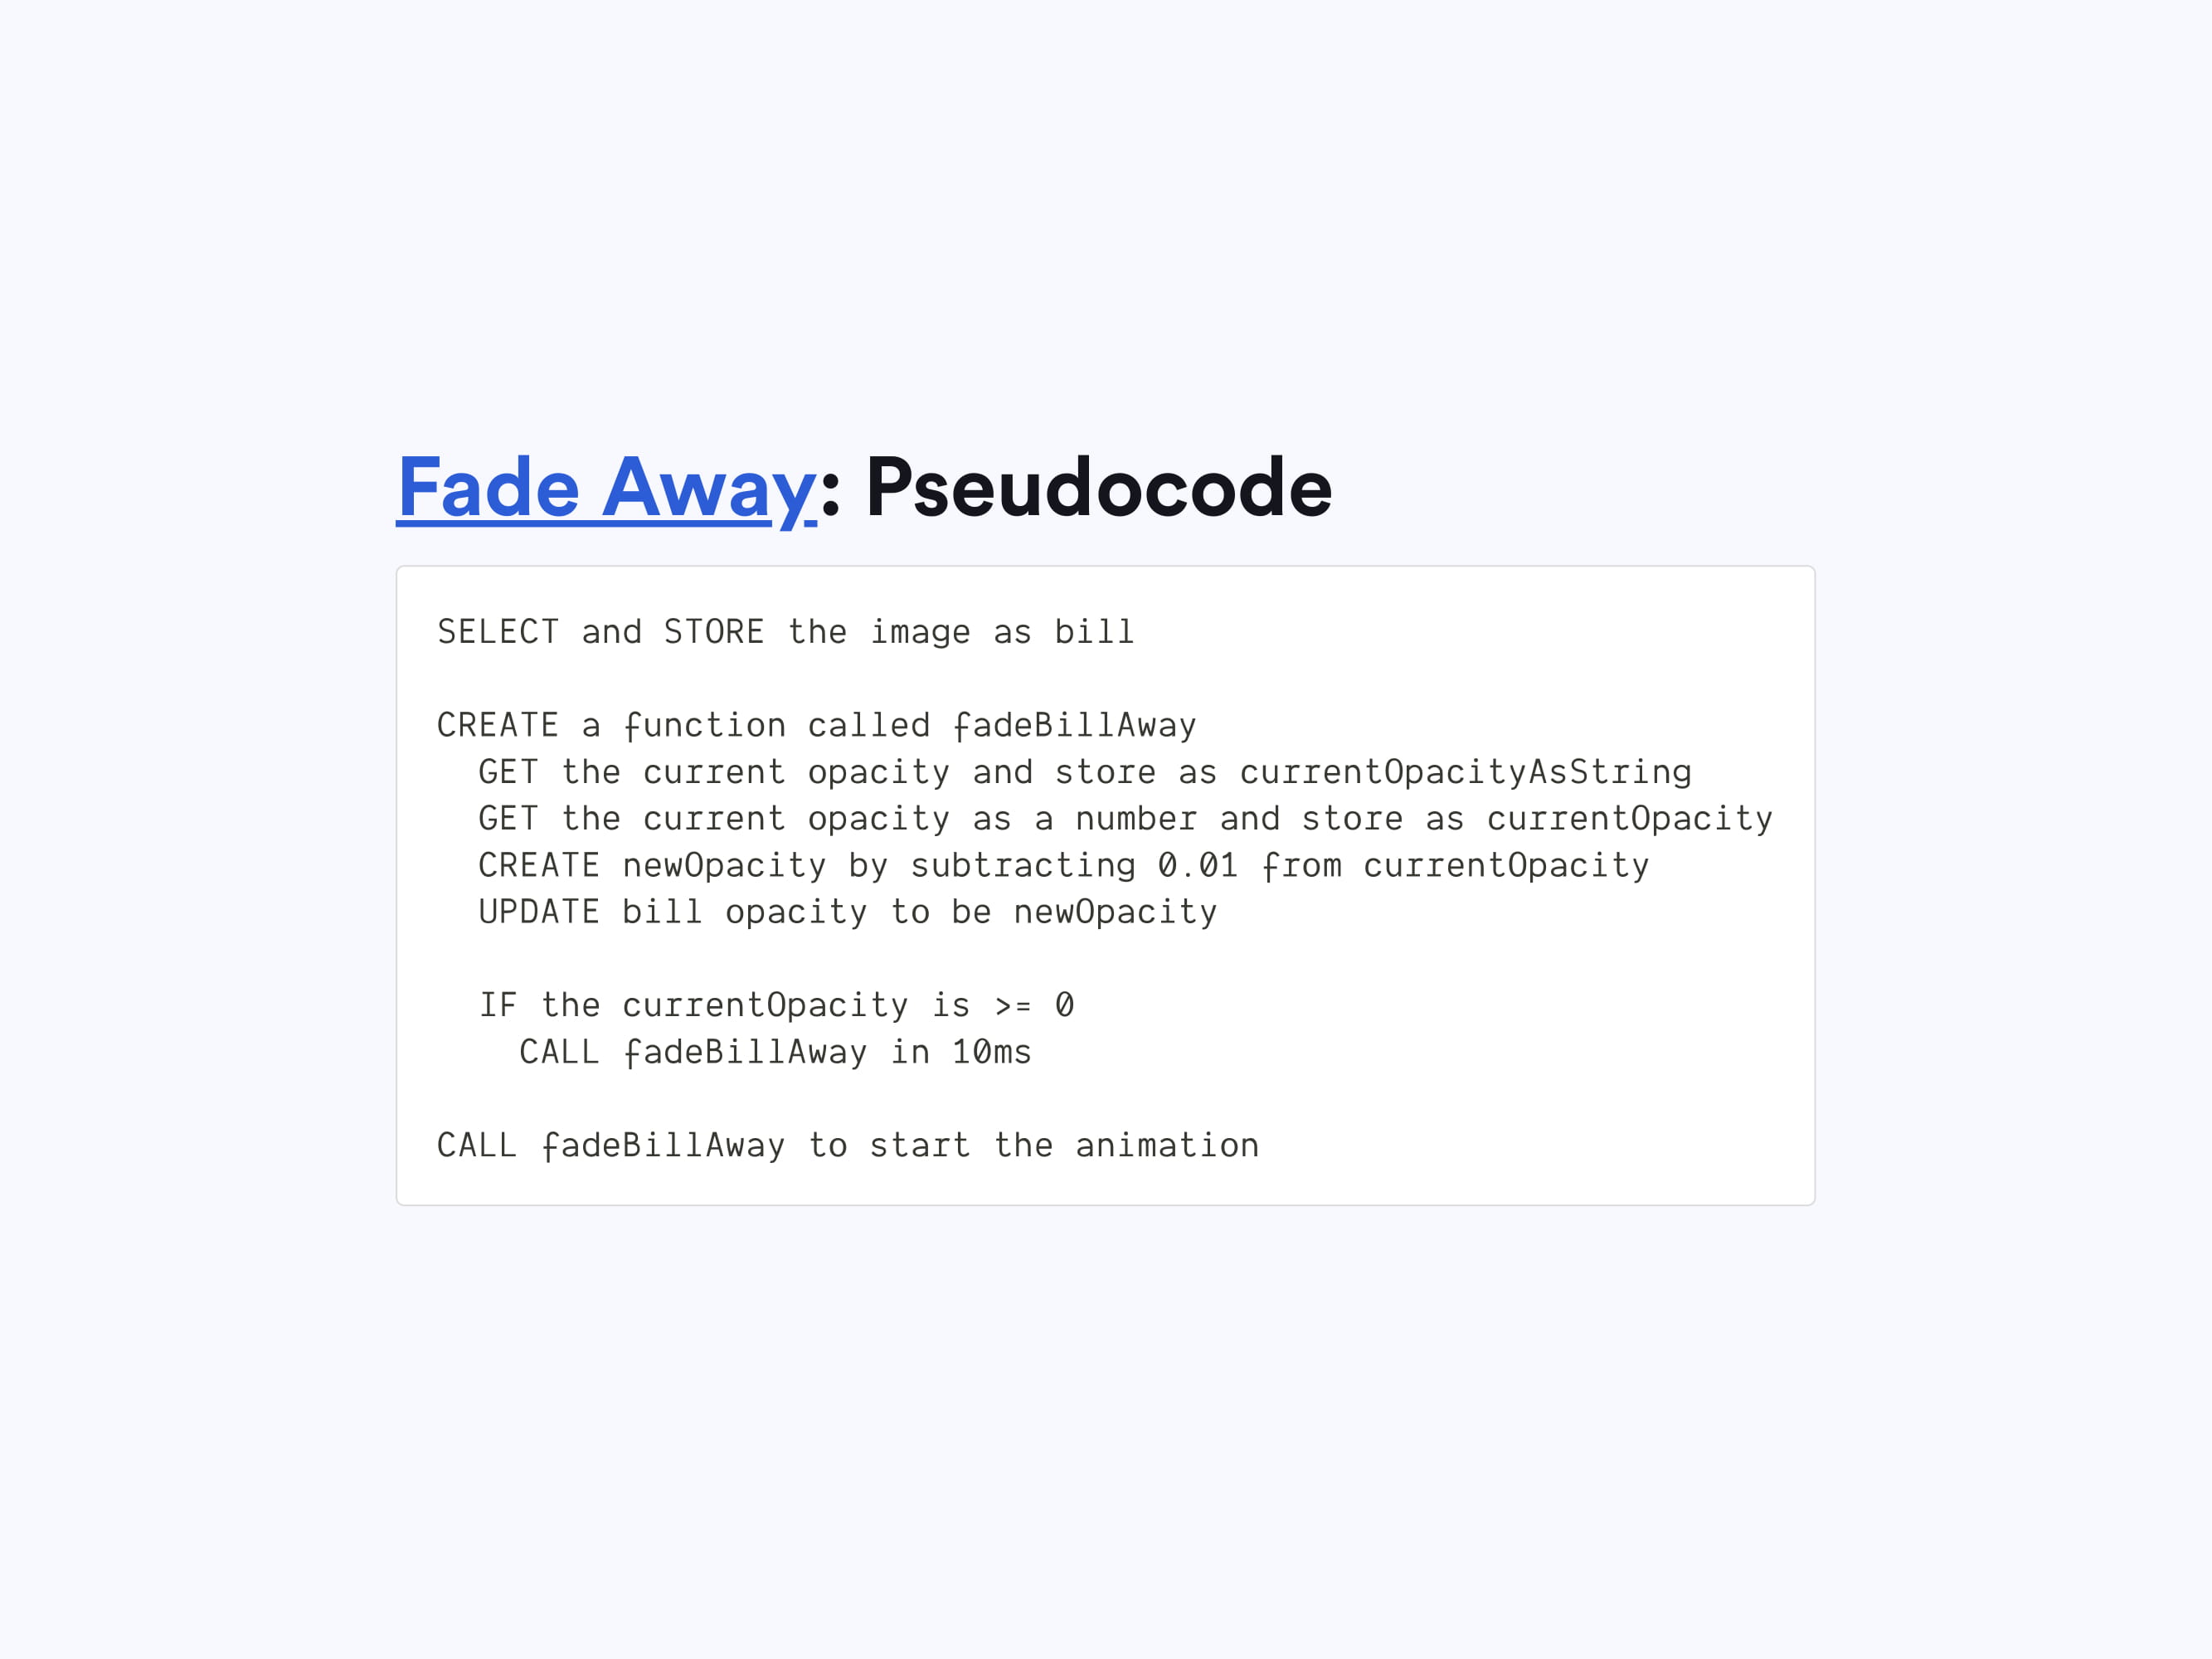 Fade Away: Pseudocode
SELECT and STORE the image as bill
CREATE a function called fadeBillAway
GET the current opacity and store as currentOpacityAsString
GET the current opacity as a number and store as currentOpacity
CREATE newOpacity by subtracting 0.01 from currentOpacity
UPDATE bill opacity to be newOpacity
IF the currentOpacity is >= 0
CALL fadeBillAway in 10ms
CALL fadeBillAway to start the animation